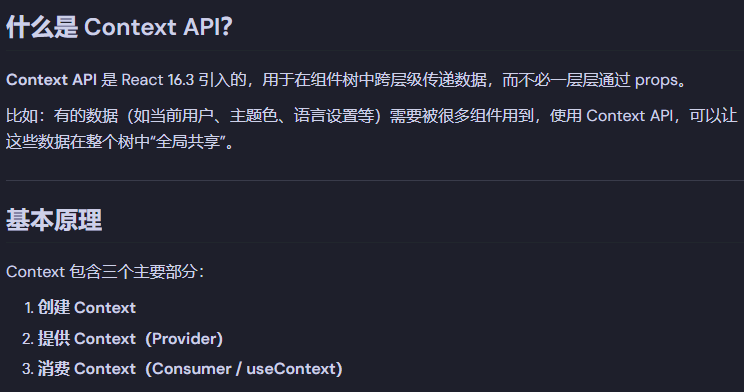 什么是 Context API？
Context API 是 React 16.3 引入的，用于在组件树中跨层级传递数据，而不必一层层通过 props。
比如：有的数据（如当前用户、主题色、语言设置等）需要被很多组件用到，使用 Context API，可以让
这些数据在整个树中“全局共享”。
基本原理
Context 包含三个主要部分：
1. 创建 Context
2. 提供 Context（Provider）
3. 消费 Context（Consumer / useContext）